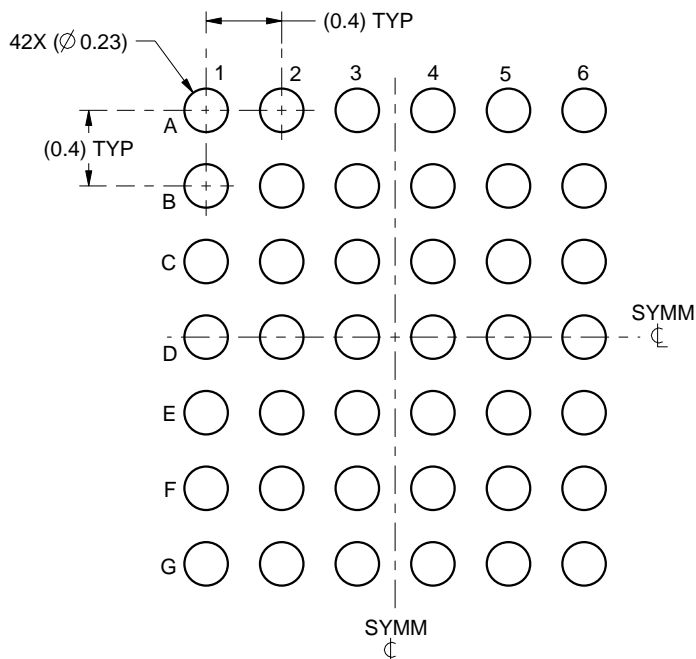 (0.4) TYP
42X (∅ 0.23)
1 2 3 4 5 6
A
(0.4) TYP
B
C
SYMM
℄
D
E
F
G
SYMM
℄